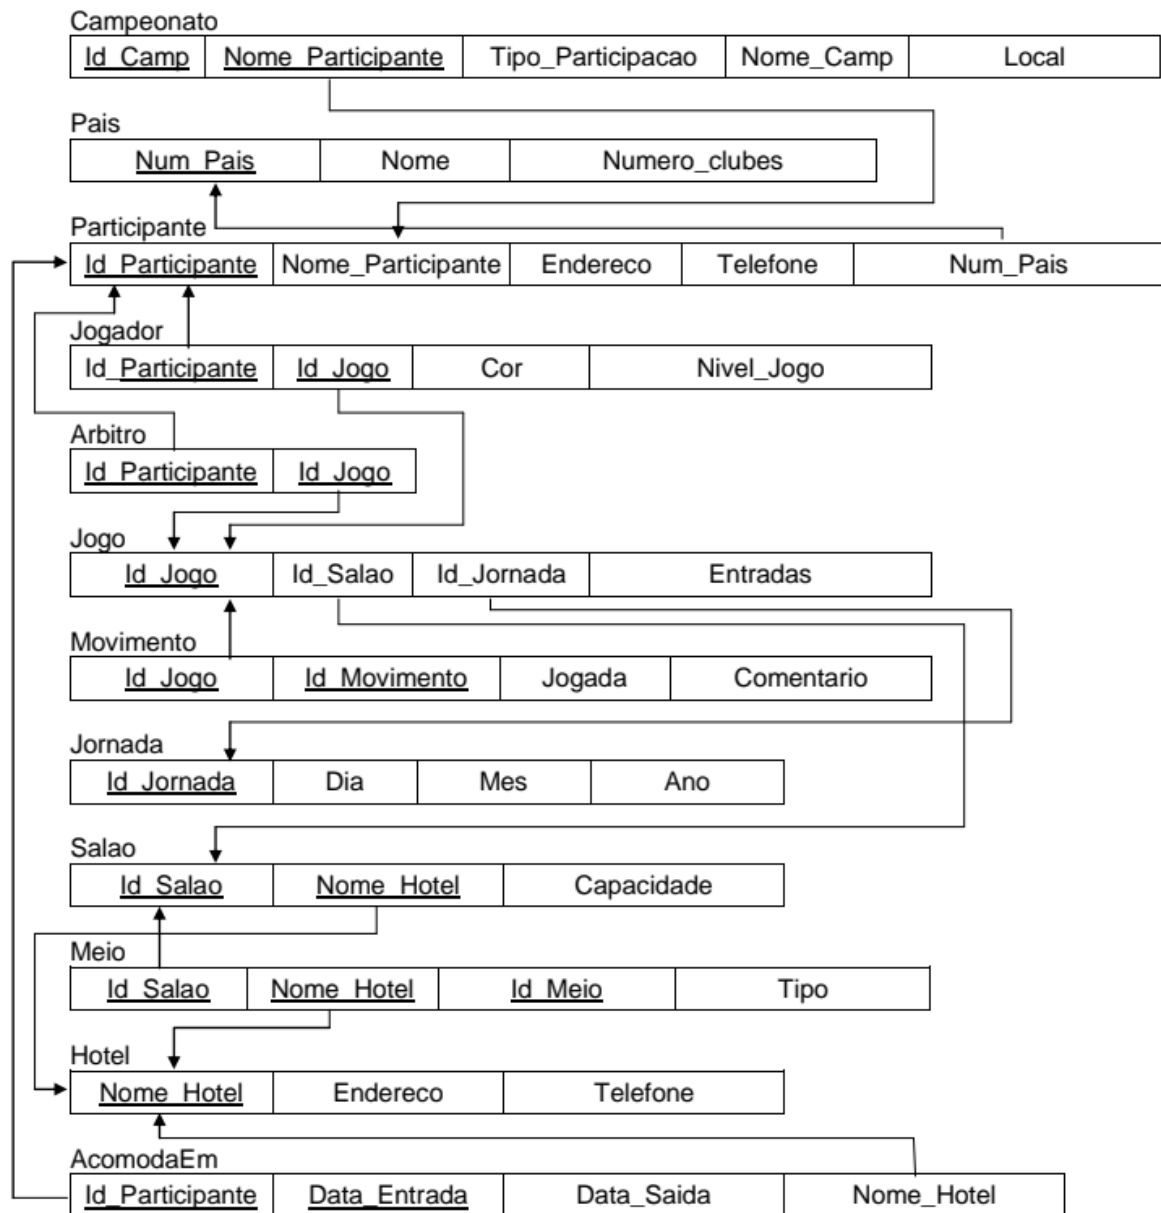 Campeonato
Id_Camp Nome_Participante Tipo_Participacao Nome_Camp Local
Pais
Num_Pais Nome Numero_clubes
Participante
Id_Participante Nome_Participante Endereco Telefone Num_Pais
Jogador
Id_Participante Id_Jogo Cor Nivel_Jogo
Arbitro
Id_Participante Id_Jogo
Jogo
Id_Jogo Id_Salao Id_Jornada Entradas
Movimento
Id_Jogo Id_Movimento Jogada Comentario
Jornada
Id_Jornada Dia Mes Ano
Salao
Id_Salao Nome_Hotel Capacidade
Meio
Id_Salao Nome_Hotel Id_Meio Tipo
Hotel
Nome_Hotel Endereco Telefone
AcomodaEm
Id_Participante Data_Entrada Data_Saida Nome_Hotel